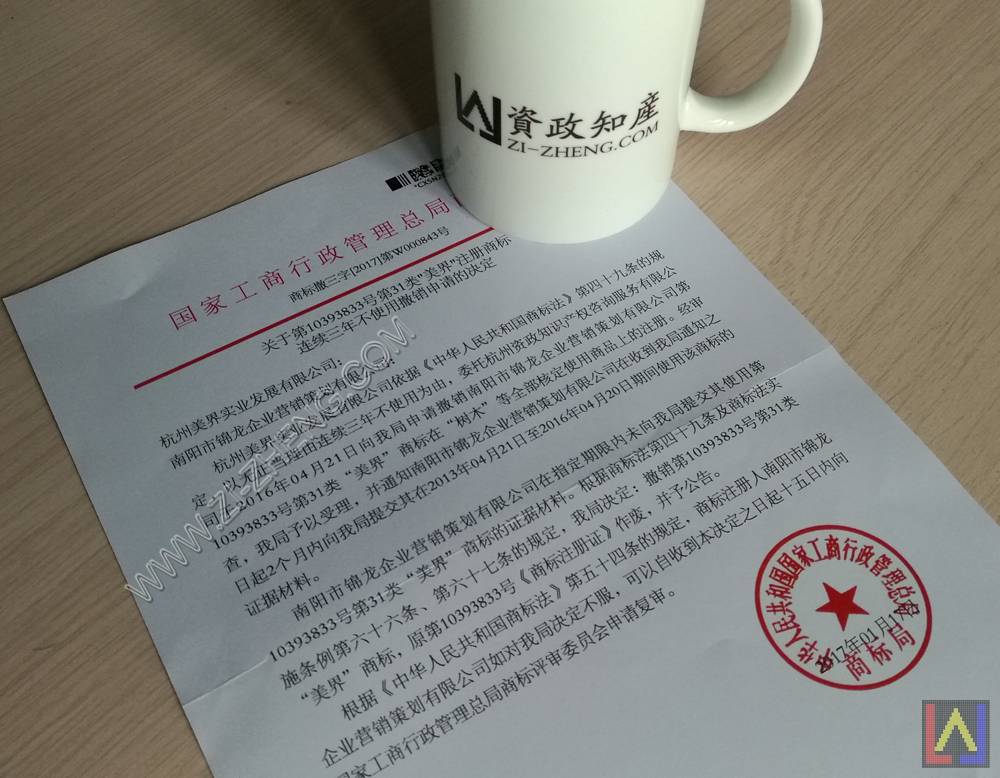 資政知産
ZI-ZHENG.COM
国家工商行政管理总局
商标撤三字[2017]第W000843号
关于第10393833号第31类"美界"注册商标
连续三年不使用撤销申请的决定
杭州美界实业发展有限公司：
南阳市锦龙企业营销策划有限公司：
杭州美界实业发展有限公司依据《中华人民共和国商标法》第四十九条的规
定，以无正当理由连续三年不使用为由，委托杭州资政知识产权咨询服务有限公
司在2016年04月21日向我局申请撤销南阳市锦龙企业营销策划有限公司第
10393833号第31类"美界"商标在"树木"等全部核定使用商品上的注册。经审
查，我局予以受理，并通知南阳市锦龙企业营销策划有限公司在收到我局通知之
日起2个月内向我局提交其在2013年04月21日至2016年04月20日期间使用该商标的
证据材料。
南阳市锦龙企业营销策划有限公司在指定期限内未向我局提交其使用第
10393833号第31类"美界"商标的证据材料。根据商标法第四十九条及商标法实
施条例第六十六条、第六十七条的规定，我局决定：撤销第10393833号第31类
"美界"商标，原第10393833号《商标注册证》作废，并予公告。
根据《中华人民共和国商标法》第五十四条的规定，商标注册人南阳市锦龙
企业营销策划有限公司如对我局决定不服，可以自收到本决定之日起十五日内向
国家工商行政管理总局商标评审委员会申请复审。
中华人民共和国国家工商行政管理总局
商标局
WWW.ZI-ZHENG.COM